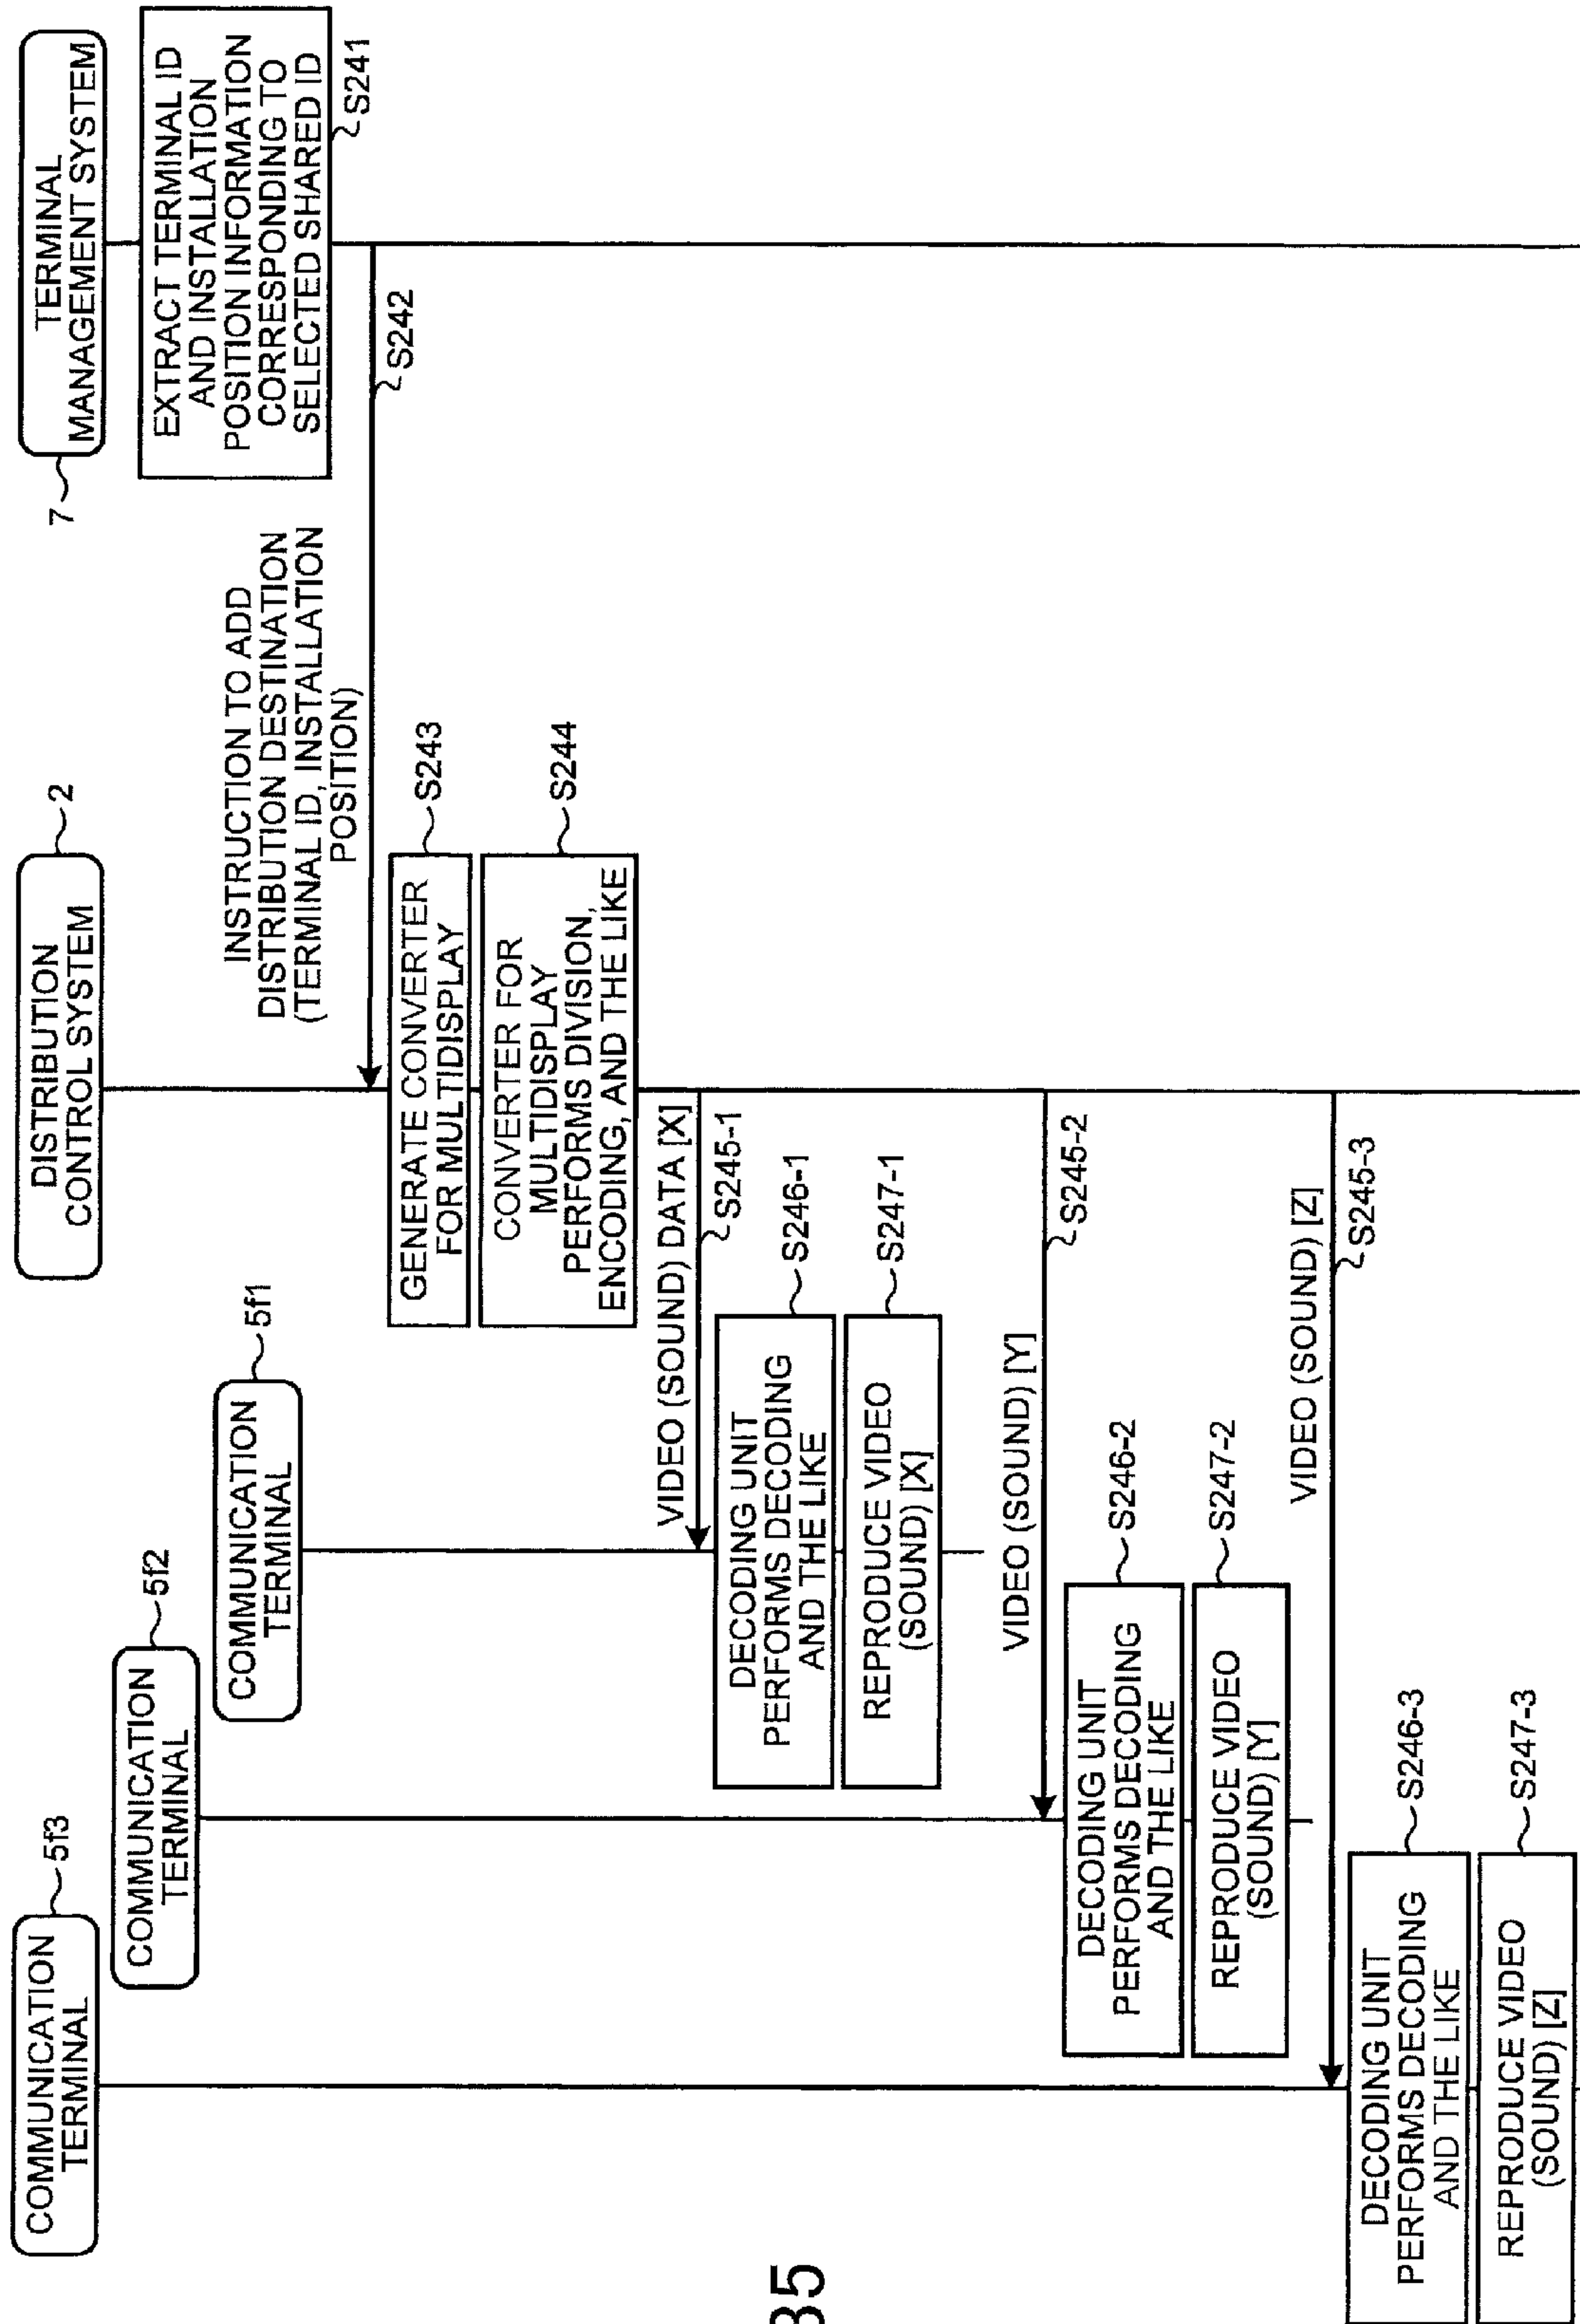 35
COMMUNICATION
TERMINAL
5f3
COMMUNICATION
TERMINAL
5f2
COMMUNICATION
TERMINAL
5f1
DISTRIBUTION
CONTROL SYSTEM
2
TERMINAL
MANAGEMENT SYSTEM
7
EXTRACT TERMINAL ID
AND INSTALLATION
POSITION INFORMATION
CORRESPONDING TO
SELECTED SHARED ID
S241
INSTRUCTION TO ADD
DISTRIBUTION DESTINATION
(TERMINAL ID, INSTALLATION
POSITION)
S242
GENERATE CONVERTER
FOR MULTIDISPLAY
S243
CONVERTER FOR
MULTIDISPLAY
PERFORMS DIVISION,
ENCODING, AND THE LIKE
S244
VIDEO (SOUND) DATA [X]
S245-1
DECODING UNIT
PERFORMS DECODING
AND THE LIKE
S246-1
REPRODUCE VIDEO
(SOUND) [X]
S247-1
VIDEO (SOUND) [Y]
S245-2
DECODING UNIT
PERFORMS DECODING
AND THE LIKE
S246-2
REPRODUCE VIDEO
(SOUND) [Y]
S247-2
VIDEO (SOUND) [Z]
S245-3
DECODING UNIT
PERFORMS DECODING
AND THE LIKE
S246-3
REPRODUCE VIDEO
(SOUND) [Z]
S247-3